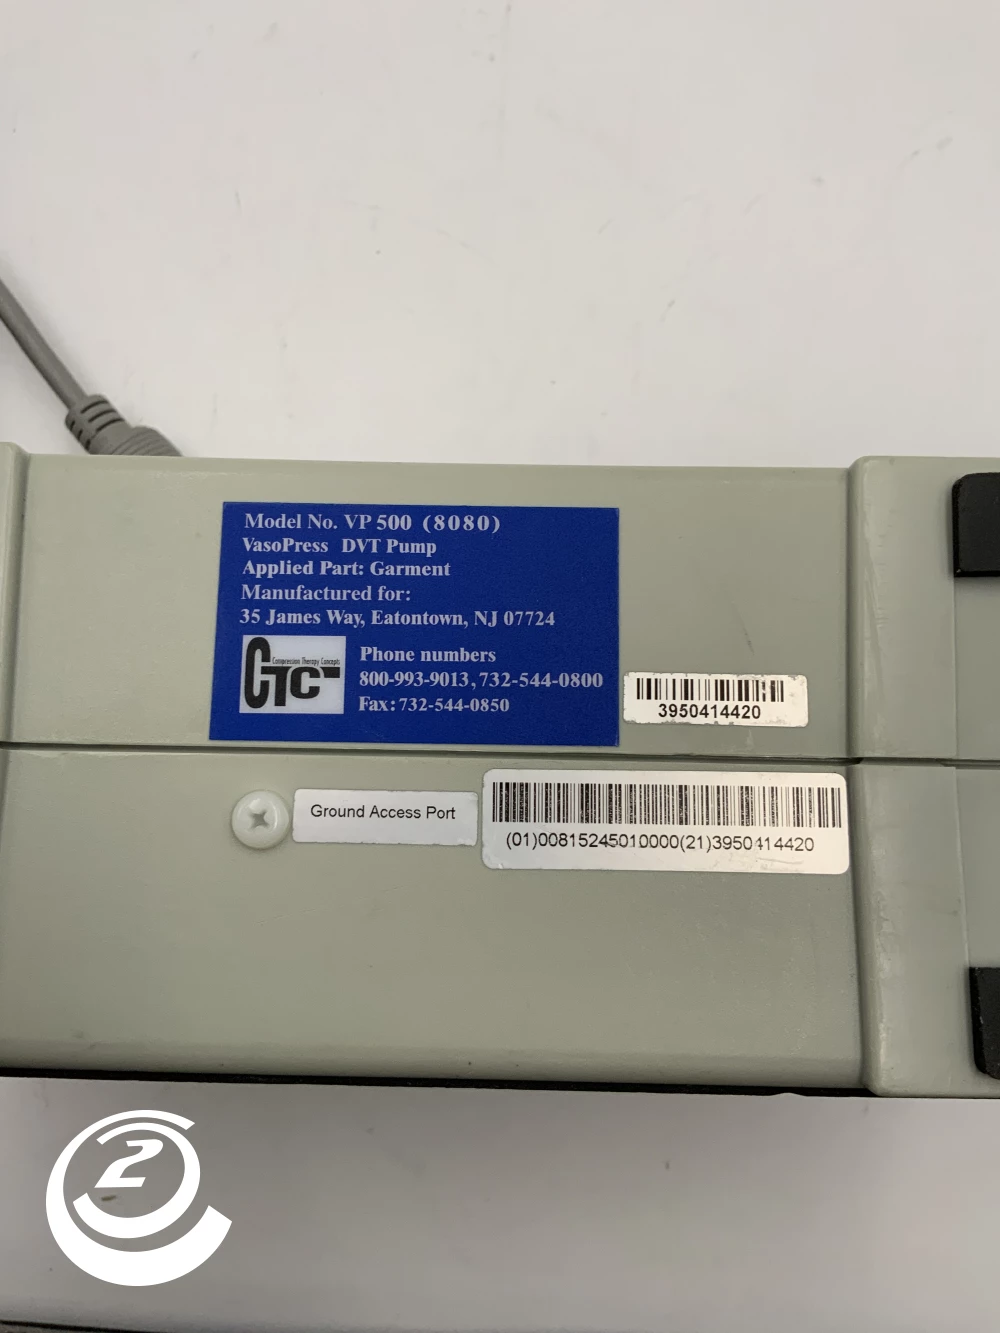 Model No. VP 500 (8080)
VasoPress DVT Pump
Applied Part: Garment
Manufactured for:
35 James Way, Eatontown, NJ 07724
CTC
Compression Therapy Concepts
Phone numbers
800-993-9013, 732-544-0800
Fax: 732-544-0850
3950414420
Ground Access Port
(01)00815245010000(21)3950414420
2